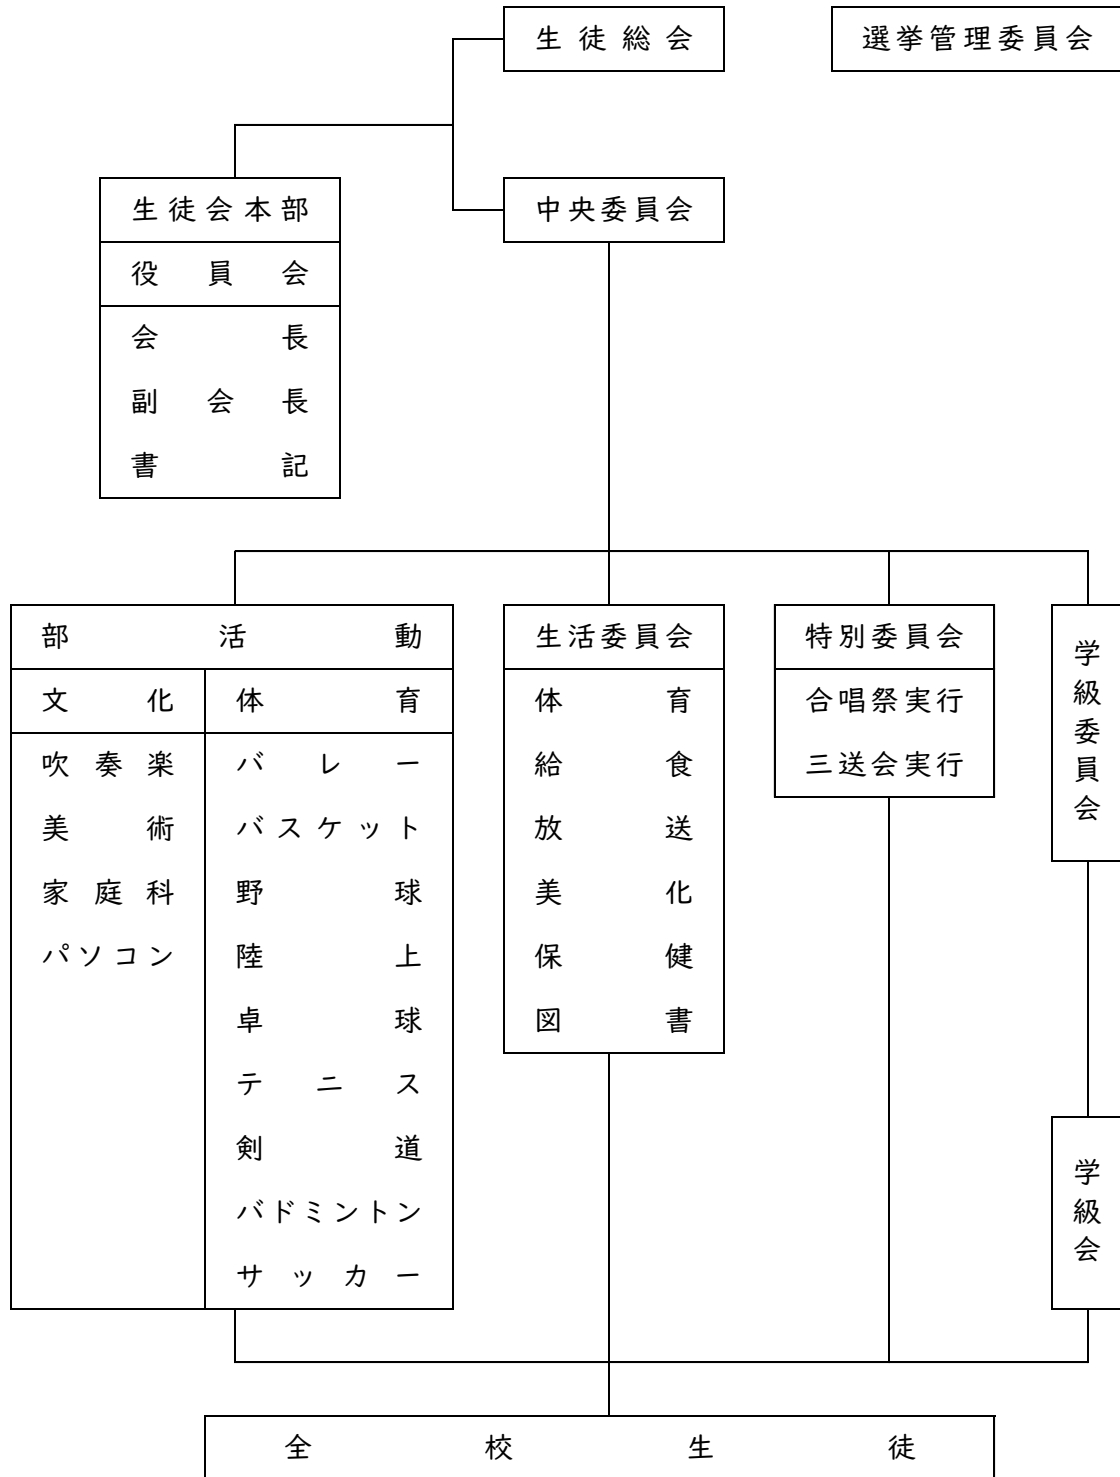 生徒総会
選挙管理委員会
生徒会本部
中央委員会
役員会
会長
副会長
書記
部活動
文化
吹奏楽
美術
家庭科
パソコン
体育
バレー
バスケット
野球
陸上
卓球
テニス
剣道
バドミントン
サッカー
生活委員会
体育
給食
放送
美化
保健
図書
特別委員会
合唱祭実行
三送会実行
学級委員会
学級会
全校生徒